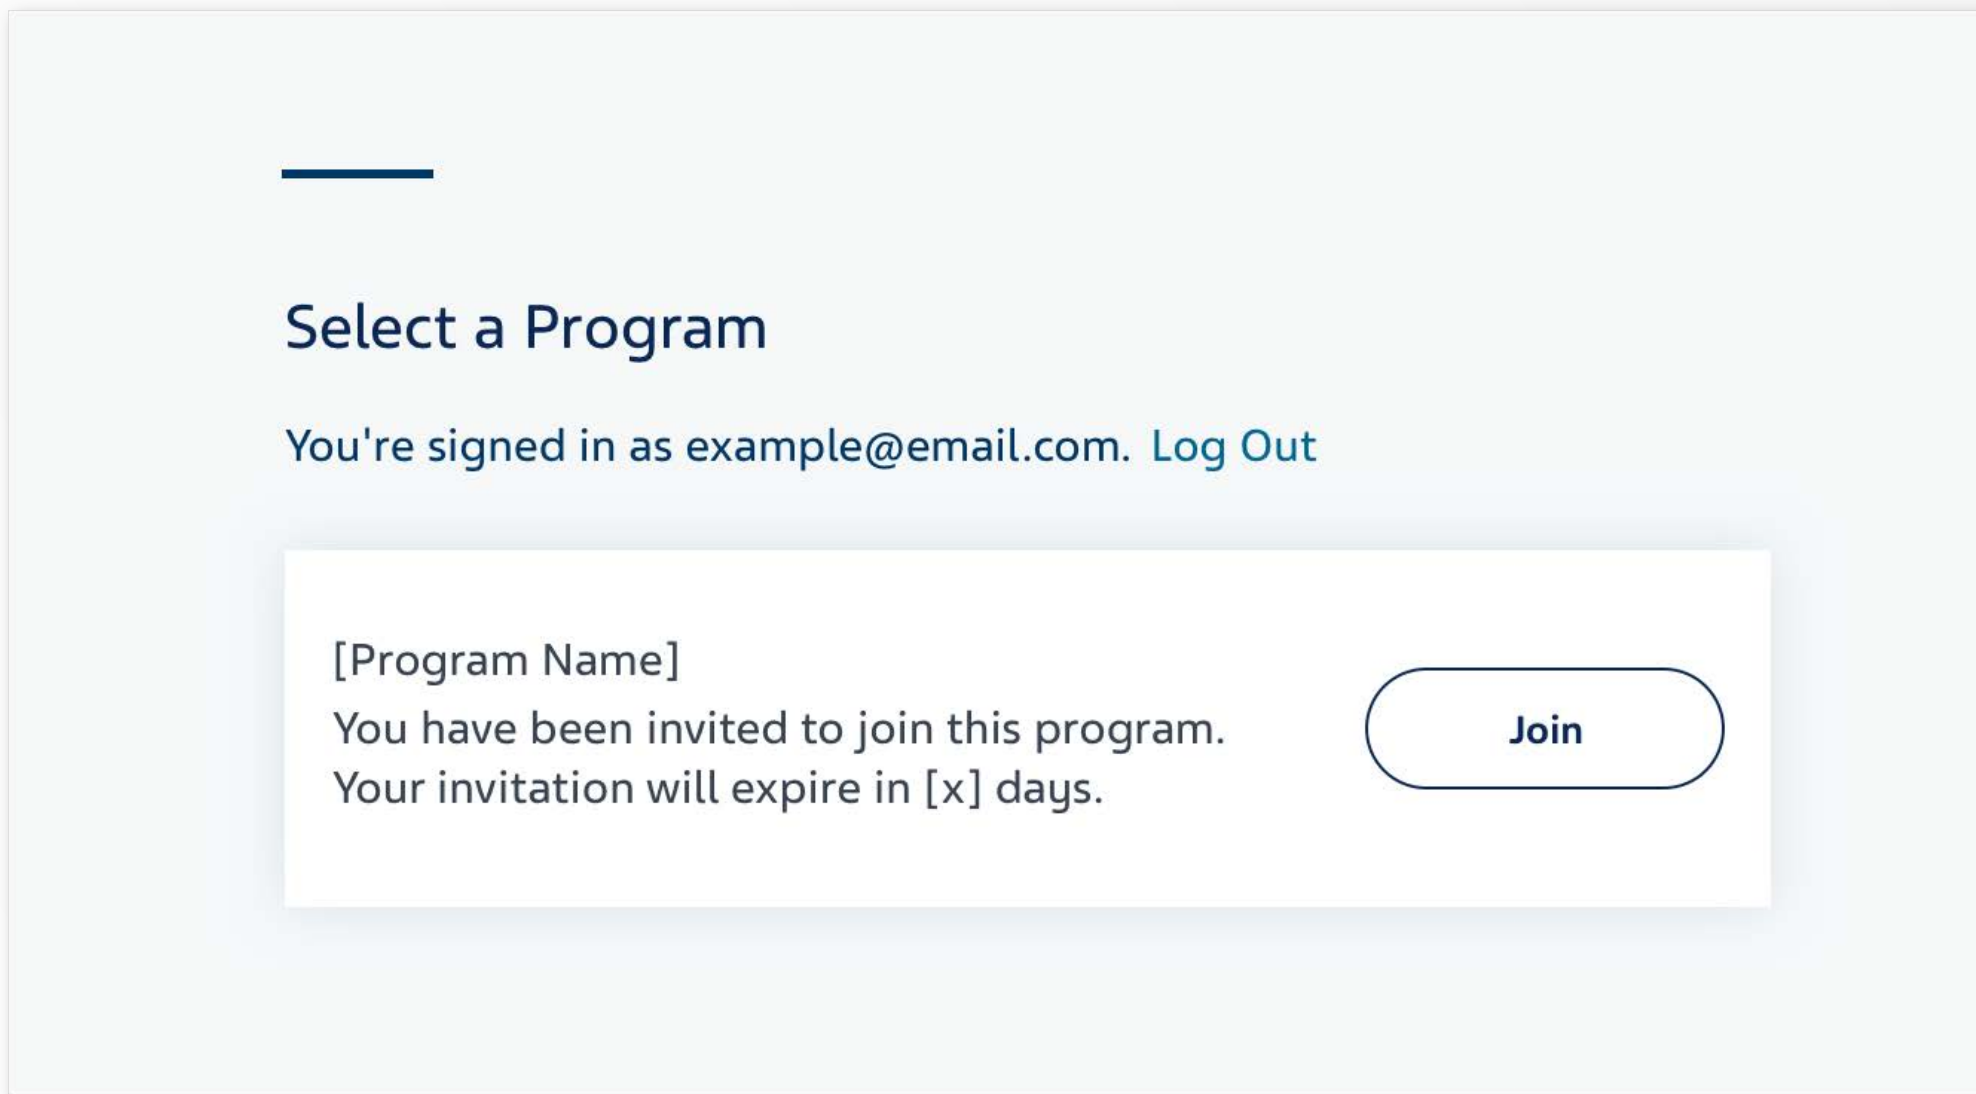 Select a Program
You're signed in as example@email.com. Log Out
[Program Name]
You have been invited to join this program.
Your invitation will expire in [x] days.
Join